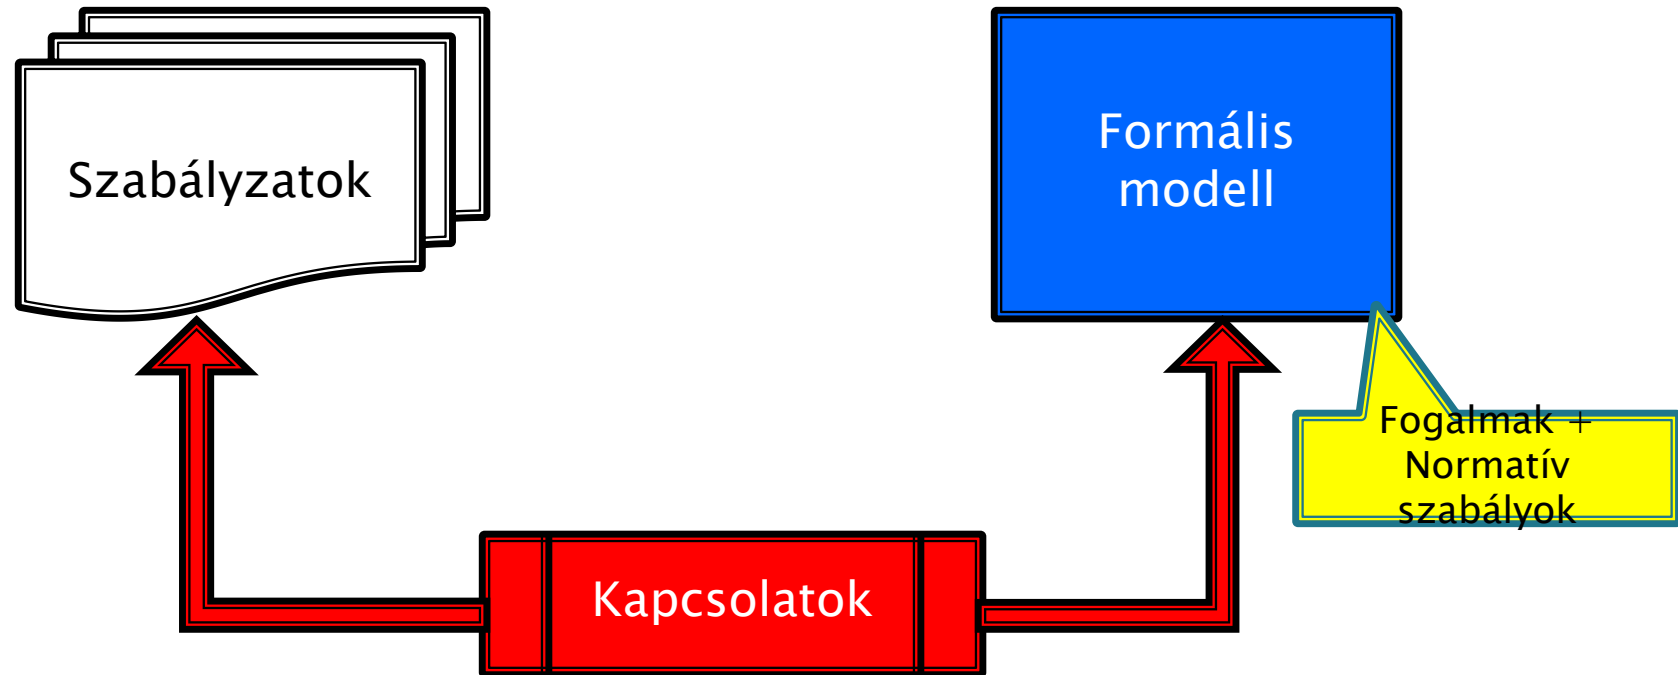 Szabályzatok
Formális
modell
Fogalmak +
Normatív
szabályok
Kapcsolatok